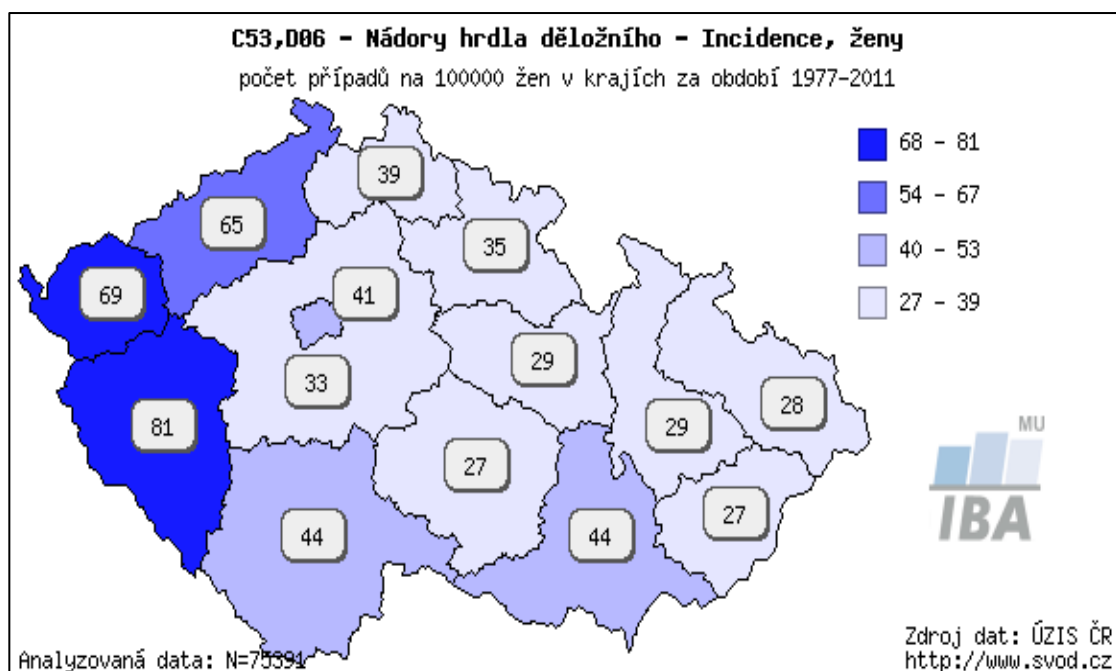 C53,D06 - Nádory hrdla děložního - Incidence, ženy
počet případů na 100000 žen v krajích za období 1977-2011
68 - 81
54 - 67
40 - 53
27 - 39
39
65
35
69
41
29
33
81
28
29
27
44
44
27
MU
IBA
Analyzovaná data: N=75391
Zdroj dat: ÚZIS ČR
http://www.svod.cz